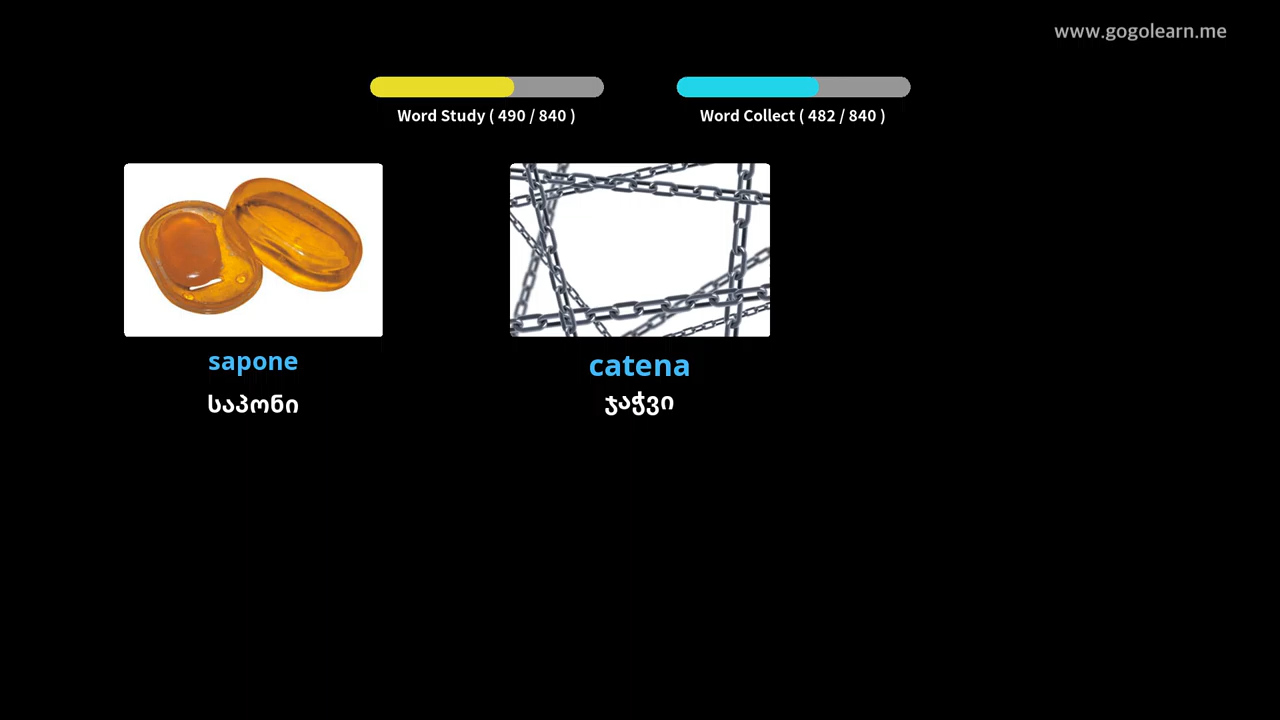 www.gogolearn.me
Word Study ( 490 / 840 )
Word Collect ( 482 / 840 )
sapone
საპონი
catena
ჯაჭვი